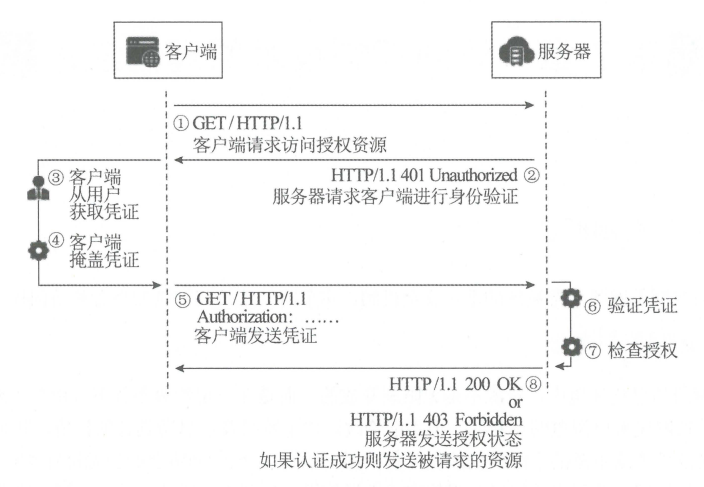 客户端
服务器
① GET / HTTP/1.1
客户端请求访问授权资源
HTTP/1.1 401 Unauthorized ②
服务器请求客户端进行身份验证
③ 客户端
从用户
获取凭证
④ 客户端
掩盖凭证
⑤ GET / HTTP/1.1
Authorization: ……
客户端发送凭证
⑥ 验证凭证
⑦ 检查授权
HTTP/1.1 200 OK ⑧
or
HTTP/1.1 403 Forbidden
服务器发送授权状态
如果认证成功则发送被请求的资源